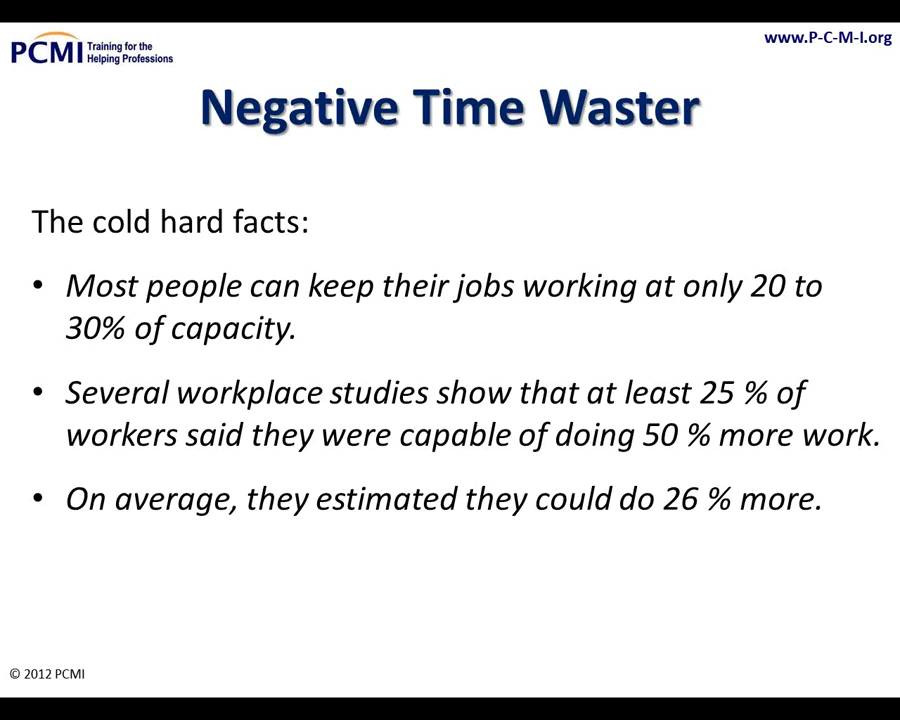 PCMI Training for the
Helping Professions
www.P-C-M-I.org
Negative Time Waster
The cold hard facts:
• Most people can keep their jobs working at only 20 to
30% of capacity.
• Several workplace studies show that at least 25 % of
workers said they were capable of doing 50 % more work.
• On average, they estimated they could do 26 % more.
© 2012 PCMI